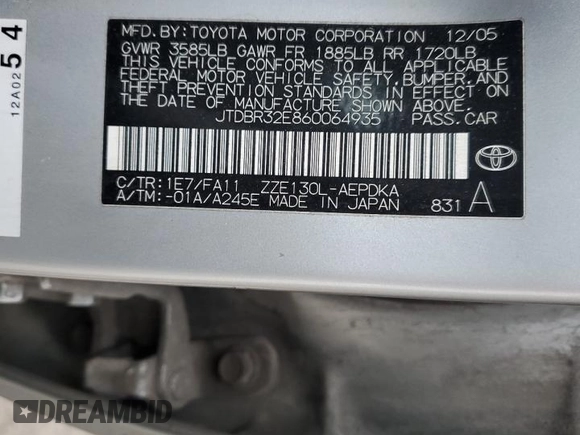 MFD.BY:TOYOTA MOTOR CORPORATION 12/05
GVWR 3585LB GAWR FR 1885LB RR 1720LB
THIS VEHICLE CONFORMS TO ALL APPLICABLE
FEDERAL MOTOR VEHICLE SAFETY, BUMPER, AND
THEFT PREVENTION STANDARDS IN EFFECT ON
THE DATE OF MANUFACTURE SHOWN ABOVE.
JTDBR32E860064935 PASS.CAR
C/TR:1E7/FA11 ZZE130L-AEPDKA
A/TM:-01A/A245E MADE IN JAPAN 831 A
54
12A02
DREAMBID